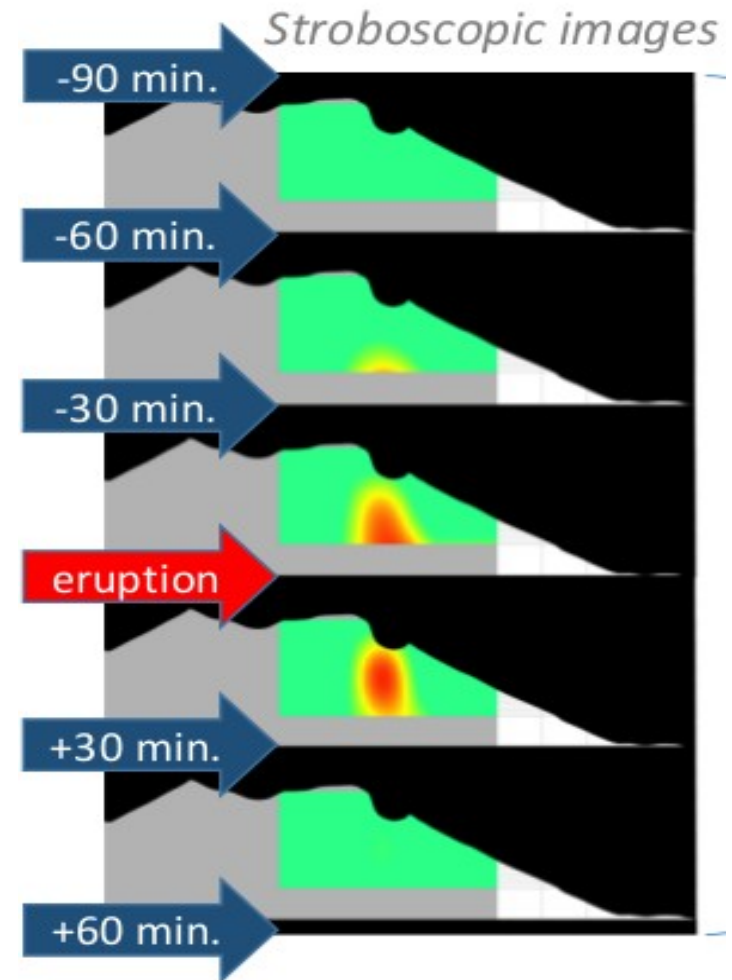 Stroboscopic images
-90 min.
-60 min.
-30 min.
eruption
+30 min.
+60 min.